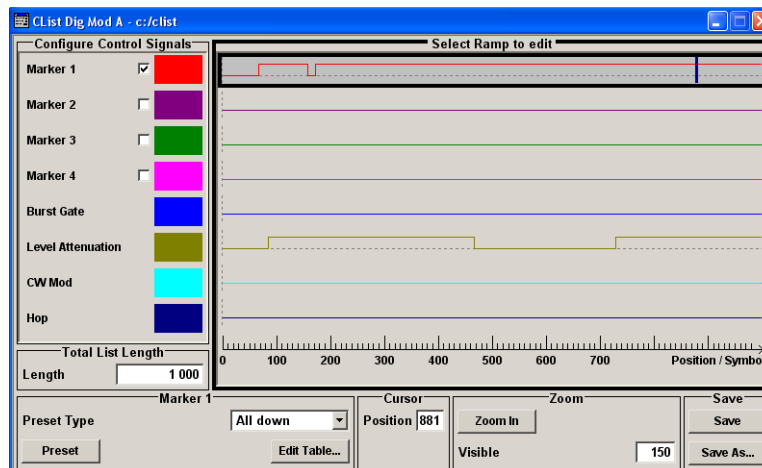 CList Dig Mod A - c:/clist
Configure Control Signals
Select Ramp to edit
Marker 1
Marker 2
Marker 3
Marker 4
Burst Gate
Level Attenuation
CW Mod
Hop
0 100 200 300 400 500 600 700 Position / Symbo
Total List Length
Length 1 000
Marker 1
Preset Type All down
Preset Edit Table...
Cursor
Position 881
Zoom
Zoom In
Visible 150
Save
Save
Save As...